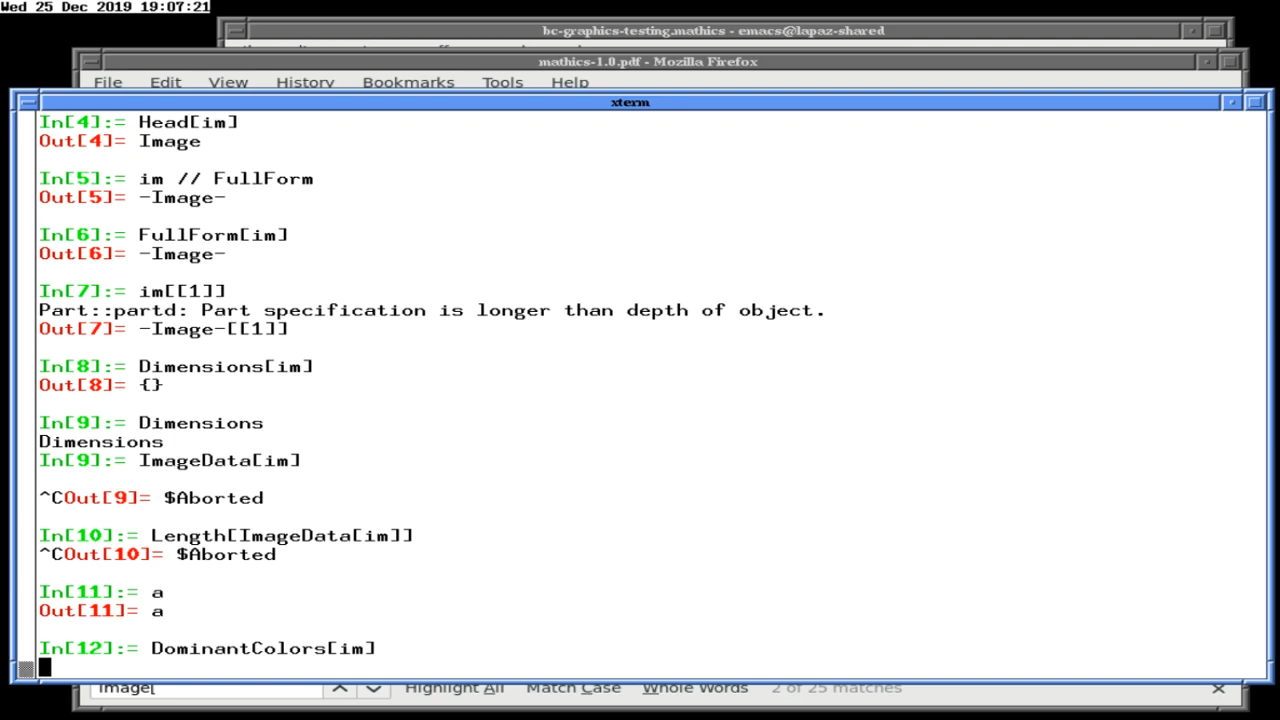 Wed 25 Dec 2019 19:07:21
bc-graphics-testing.mathics - emacs@lapaz-shared
mathics-1.0.pdf - Mozilla Firefox
File Edit View History Bookmarks Tools Help
xterm
In[4]:= Head[im]
Out[4]= Image
In[5]:= im // FullForm
Out[5]= -Image-
In[6]:= FullForm[im]
Out[6]= -Image-
In[7]:= im[[1]]
Part::partd: Part specification is longer than depth of object.
Out[7]= -Image-[[1]]
In[8]:= Dimensions[im]
Out[8]= {}
In[9]:= Dimensions
Dimensions
In[9]:= ImageData[im]
^COut[9]= $Aborted
In[10]:= Length[ImageData[im]]
^COut[10]= $Aborted
In[11]:= a
Out[11]= a
In[12]:= DominantColors[im]
Image[ Highlight All Match Case Whole Words 2 of 25 matches